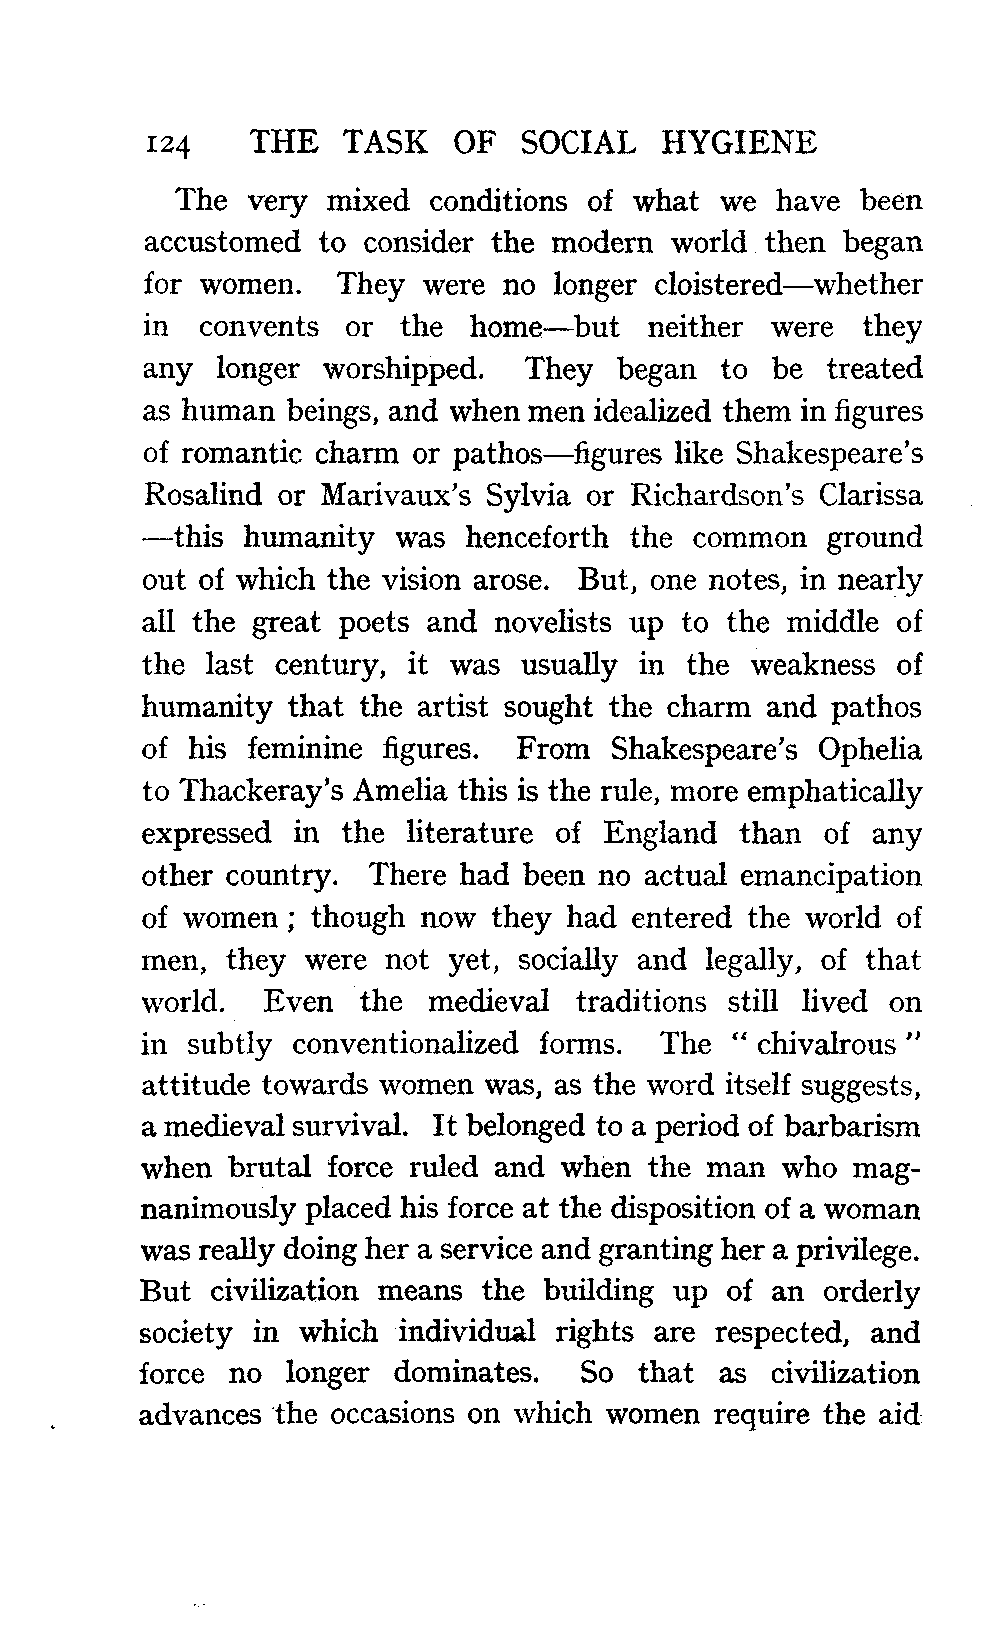 124 THE TASK OF SOCIAL HYGIENE
The very mixed conditions of what we have been
accustomed to consider the modern world then began
for women. They were no longer cloistered—whether
in convents or the home—but neither were they
any longer worshipped. They began to be treated
as human beings, and when men idealized them in figures
of romantic charm or pathos—figures like Shakespeare's
Rosalind or Marivaux's Sylvia or Richardson's Clarissa
—this humanity was henceforth the common ground
out of which the vision arose. But, one notes, in nearly
all the great poets and novelists up to the middle of
the last century, it was usually in the weakness of
humanity that the artist sought the charm and pathos
of his feminine figures. From Shakespeare's Ophelia
to Thackeray's Amelia this is the rule, more emphatically
expressed in the literature of England than of any
other country. There had been no actual emancipation
of women ; though now they had entered the world of
men, they were not yet, socially and legally, of that
world. Even the medieval traditions still lived on
in subtly conventionalized forms. The “ chivalrous ”
attitude towards women was, as the word itself suggests,
a medieval survival. It belonged to a period of barbarism
when brutal force ruled and when the man who mag-
nanimously placed his force at the disposition of a woman
was really doing her a service and granting her a privilege.
But civilization means the building up of an orderly
society in which individual rights are respected, and
force no longer dominates. So that as civilization
advances the occasions on which women require the aid